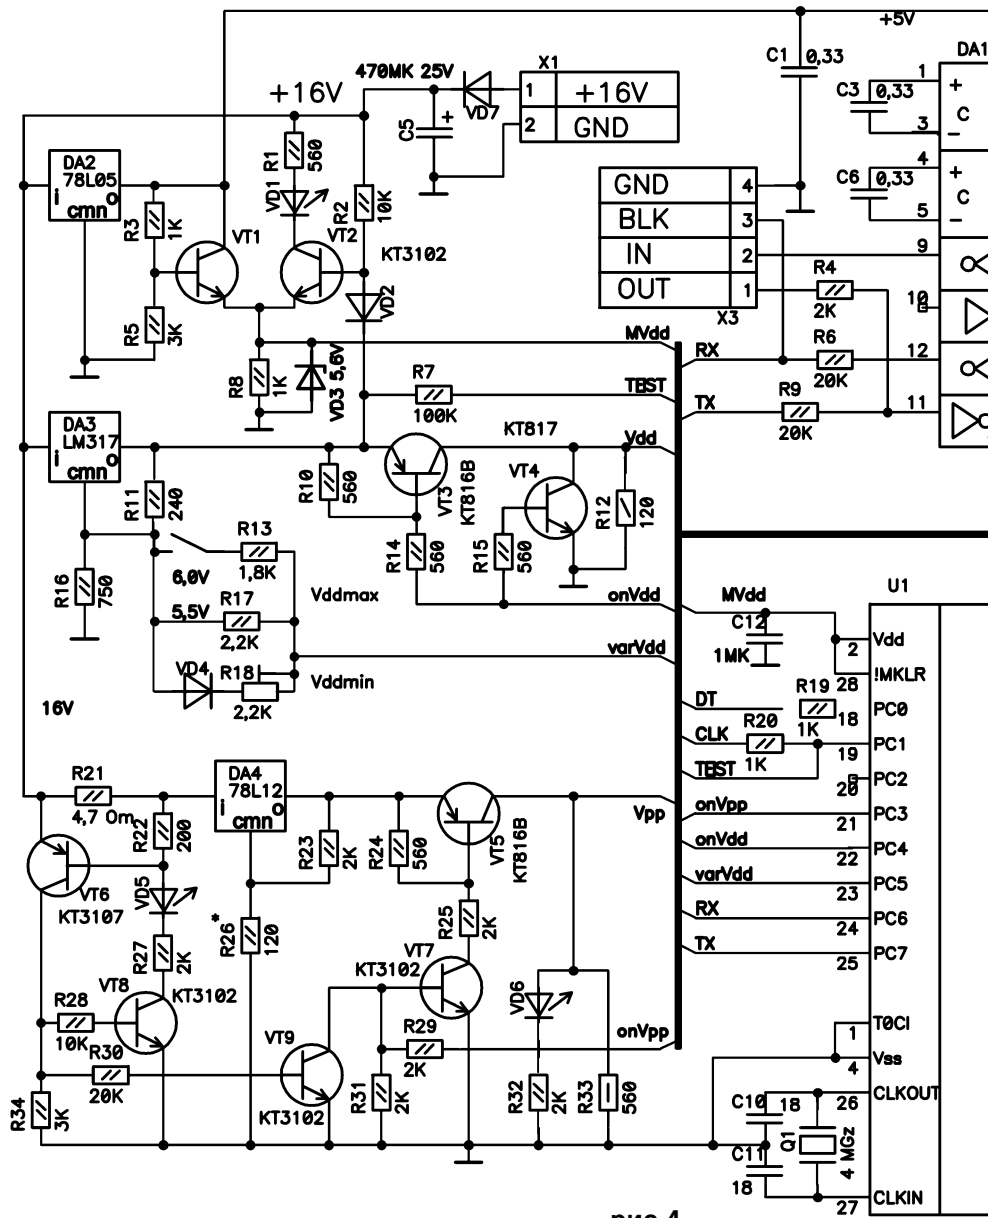 +5V
DA1
C1
0,33
470MK 25V
X1
1 +16V
2 GND
+16V
VD7
C5
+
C3
0,33
1
3
+
C
−
C6
0,33
4
5
+
C
−
DA2
78L05
i o
cmn
R1
560
VD1
R2
10K
R3
1K
VT1
VT2
KT3102
GND 4
BLK 3
IN 2
OUT 1
X3
9
R4
2K
10
VD2
R5
3K
R8
1K
VD3 5,6V
MVdd
RX
R6
20K
12
R7
100K
TEST
TX
R9
20K
11
DA3
LM317
i o
cmn
KT817
Vdd
R11
240
R10
560
VT3
KT816B
VT4
R12
120
R13
1,8K
R14
560
R15
560
R16
750
6,0V
Vddmax
onVdd
5,5V
R17
2,2K
U1
MVdd
C12
1MK
2
Vdd
varVdd
VD4
R18
2,2K
Vddmin
28
!MKLR
16V
DT
R19
1K
18
PC0
CLK
R20
1K
19
PC1
TEST
20
PC2
R21
4,7 Om
DA4
78L12
i o
cmn
Vpp
onVpp
21
PC3
R22
200
R23
2K
R24
560
VT5
KT816B
onVdd
22
PC4
VT6
KT3107
VD5
varVdd
23
PC5
*
R26
120
R25
2K
RX
24
PC6
R27
2K
VT7
KT3102
TX
25
PC7
VT8
KT3102
VD6
R28
10K
R29
2K
onVpp
1
T0CI
R30
20K
VT9
KT3102
4
Vss
R34
3K
R31
2K
R32
2K
R33
560
C10
18
26
CLKOUT
Q1
4 MGz
C11
18
27
CLKIN